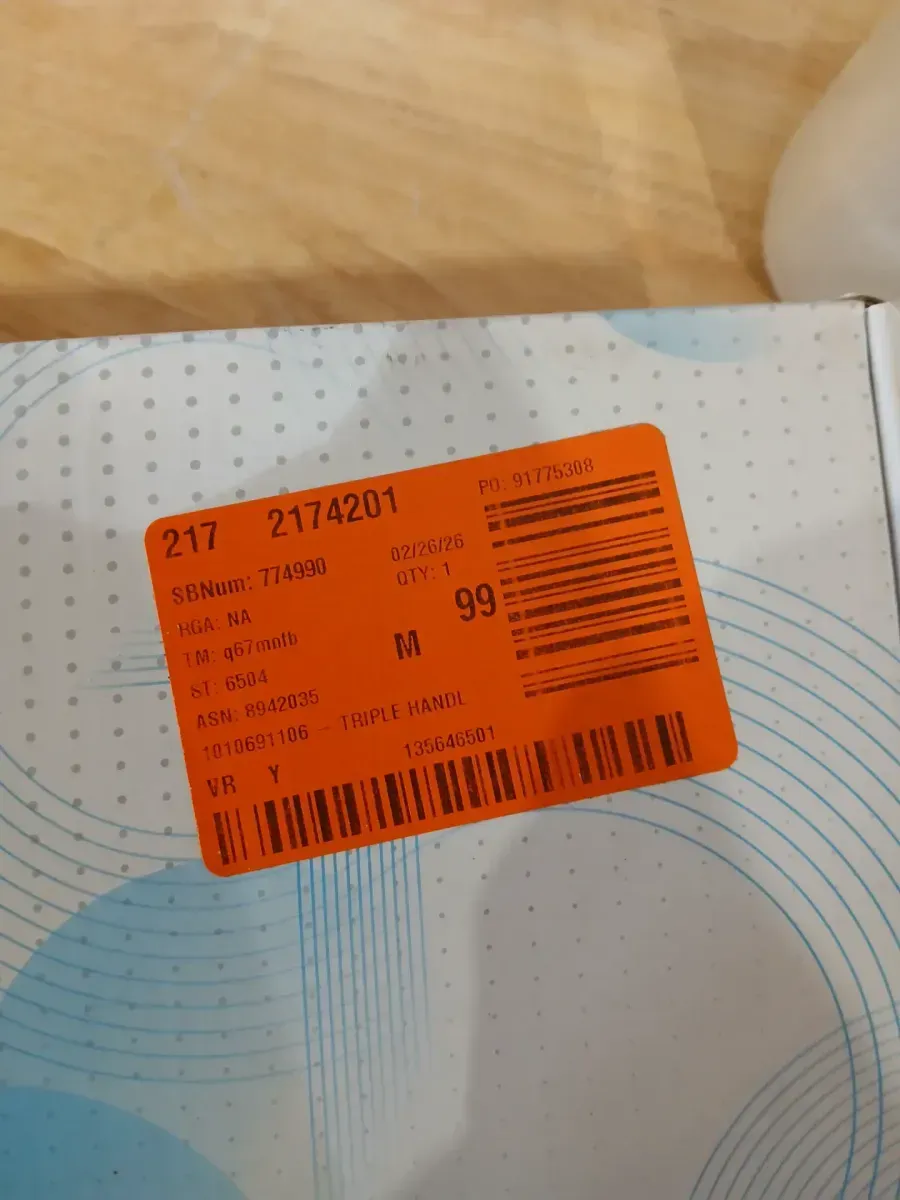 217 2174201
PO: 91775308
SBNum: 774990
02/26/26
RGA: NA
QTY: 1
TM: q67mofb
M 99
ST: 6504
ASN: 8942035
1010691106 – TRIPLE HANDL
VR Y
135646501